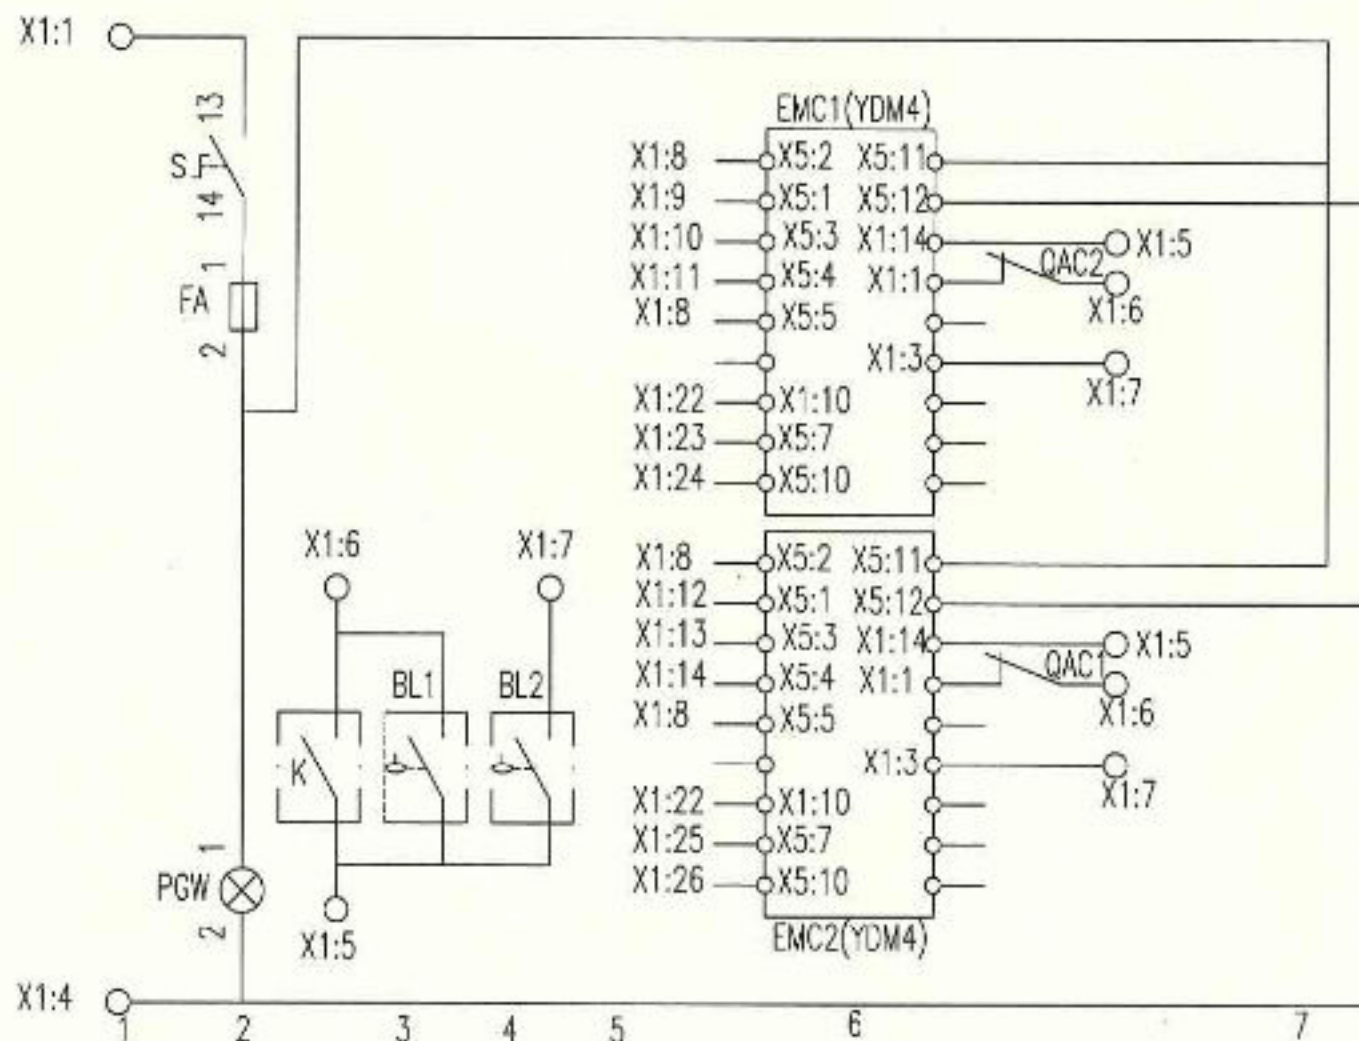 X1:1
13
SF
14
1
FA
2
EMC1(YDM4)
X1:8 X5:2 X5:11
X1:9 X5:1 X5:12
X1:10 X5:3 X1:14 X1:5
X1:11 X5:4 X1:1 QAC2 X1:6
X1:8 X5:5
X1:3 X1:7
X1:22 X1:10
X1:23 X5:7
X1:24 X5:10
X1:6 X1:7
BL1 BL2
K
X1:5
X1:8 X5:2 X5:11
X1:12 X5:1 X5:12
X1:13 X5:3 X1:14 X1:5
X1:14 X5:4 X1:1 QAC1 X1:6
X1:8 X5:5
X1:3 X1:7
X1:22 X1:10
X1:25 X5:7
X1:26 X5:10
EMC2(YDM4)
1
PGW
2
X1:4
1 2 3 4 5 6 7